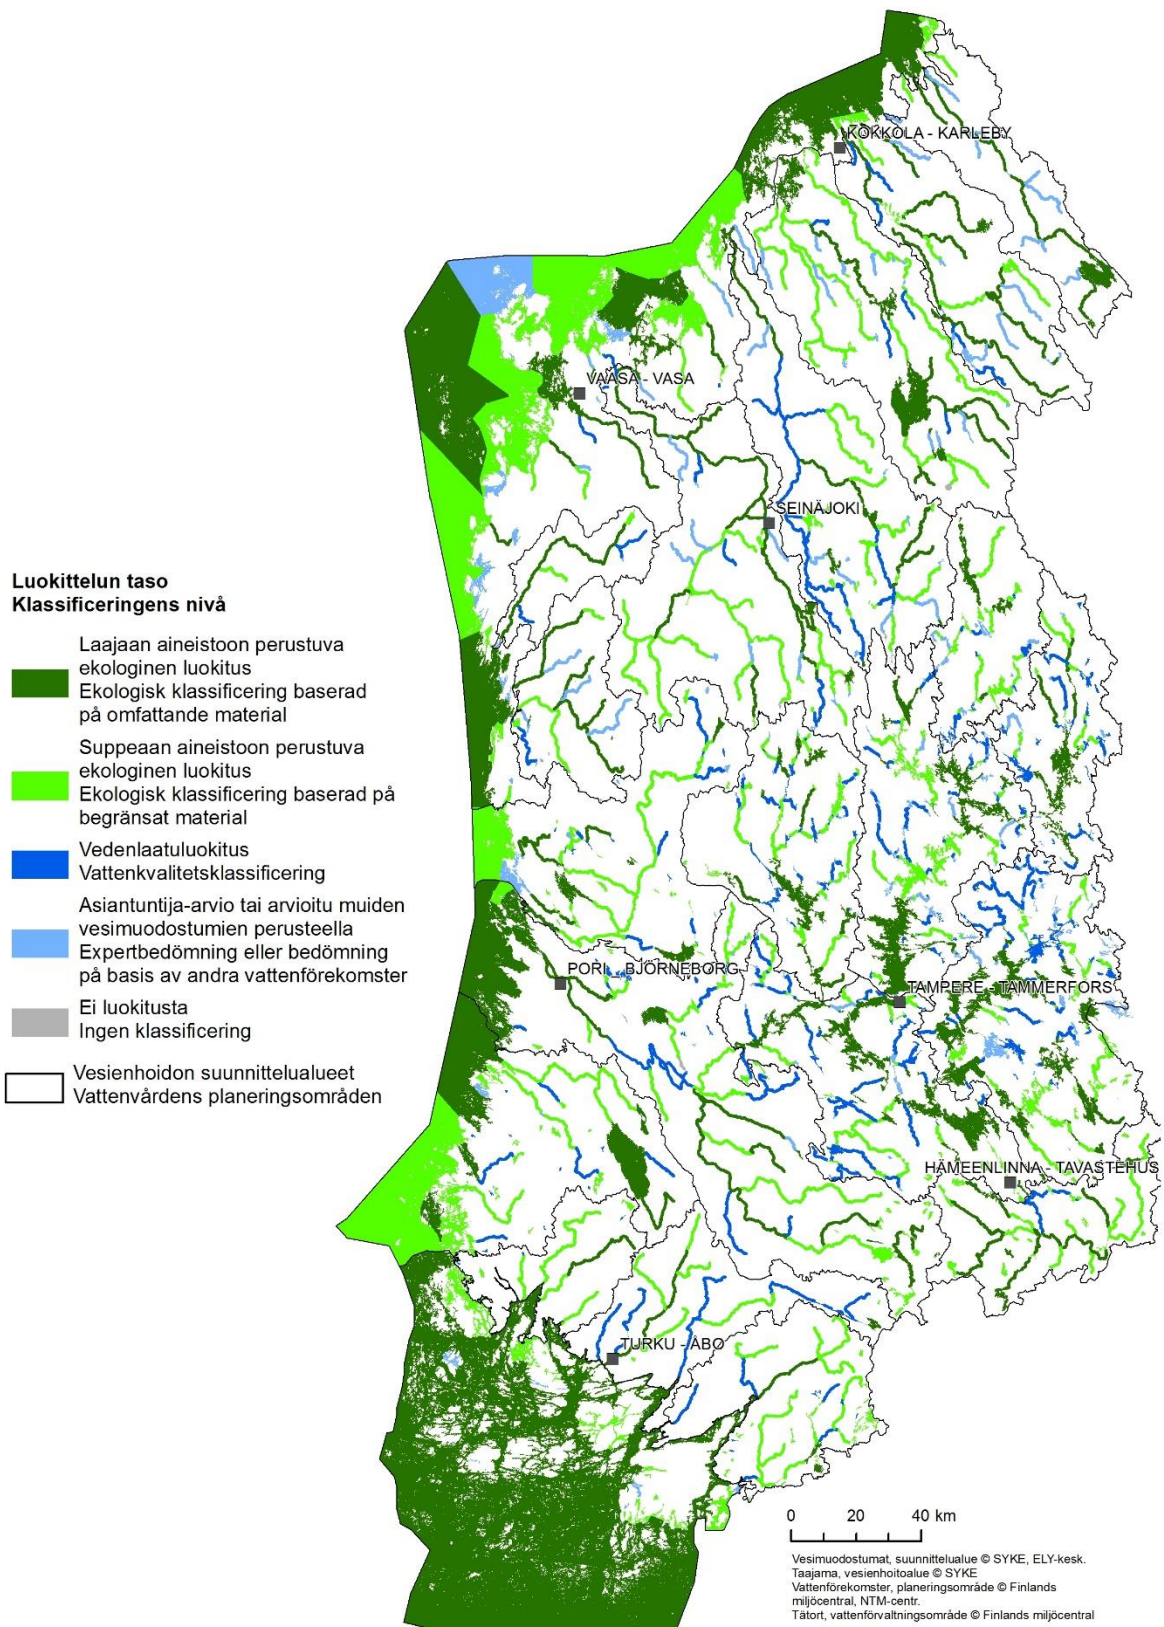 KOKKOLA - KARLEBY
VAASA - VASA
SEINÄJOKI
Luokittelun taso
Klassificeringens nivå
Laajaan aineistoon perustuva
ekologinen luokitus
Ekologisk klassificering baserad
på omfattande material
Suppeaan aineistoon perustuva
ekologinen luokitus
Ekologisk klassificering baserad på
begränsat material
Vedenlaatuluokitus
Vattenkvalitetsklassificering
Asiantuntija-arvio tai arvioitu muiden
vesimuodostumien perusteella
Expertbedömning eller bedömning
på basis av andra vattenförekomster
Ei luokitusta
Ingen klassificering
Vesienhoidon suunnittelualueet
Vattenvårdens planeringsområden
PORI - BJÖRNEBORG
TAMPERE - TAMMERFORS
HÄMEENLINNA - TAVASTEHUS
TURKU - ÅBO
0 20 40 km
Vesimuodostumat, suunnittelualue © SYKE, ELY-kesk.
Taajama, vesienhoitoalue © SYKE
Vattenförekomster, planeringsområde © Finlands
miljöcentral, NTM-centr.
Tätort, vattenförvaltningsområde © Finlands miljöcentral